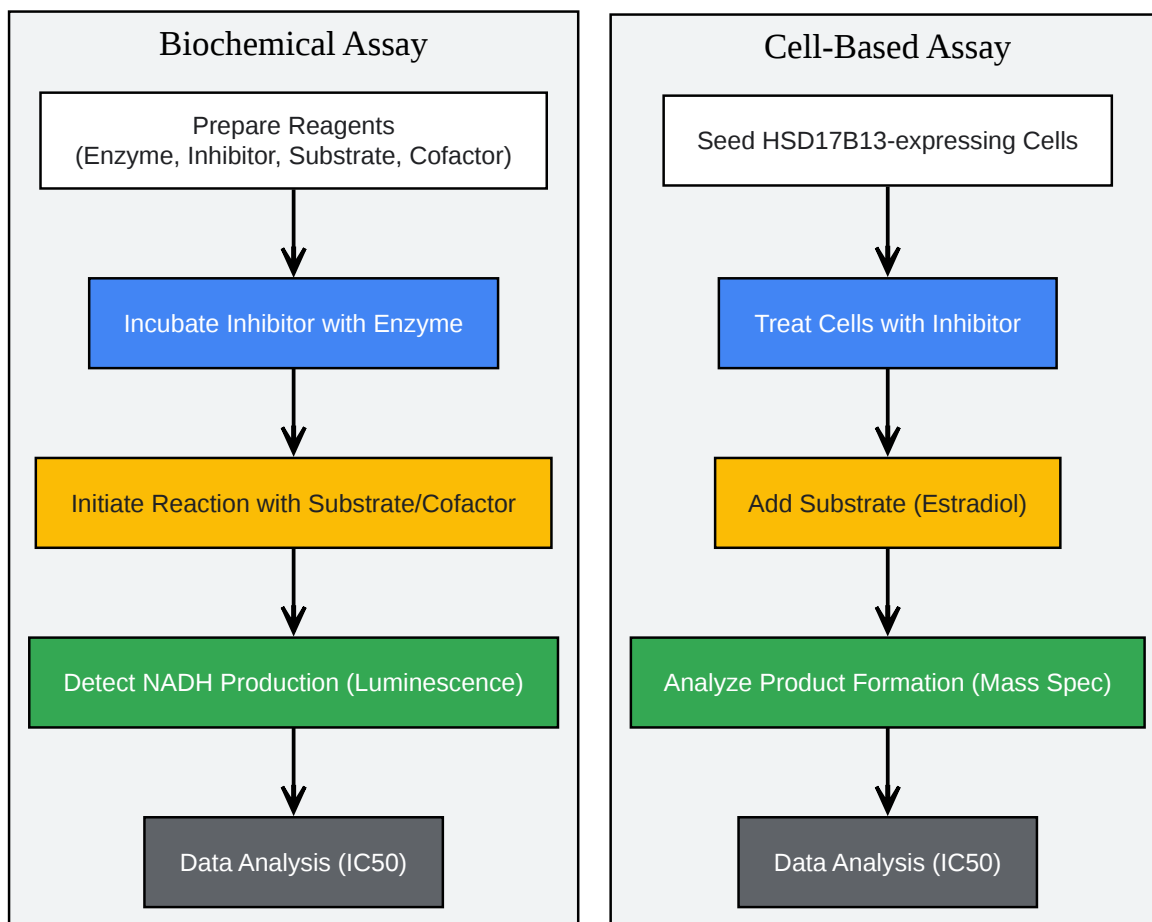 Biochemical Assay
Prepare Reagents
(Enzyme, Inhibitor, Substrate, Cofactor)
Incubate Inhibitor with Enzyme
Initiate Reaction with Substrate/Cofactor
Detect NADH Production (Luminescence)
Data Analysis (IC50)
Cell-Based Assay
Seed HSD17B13-expressing Cells
Treat Cells with Inhibitor
Add Substrate (Estradiol)
Analyze Product Formation (Mass Spec)
Data Analysis (IC50)